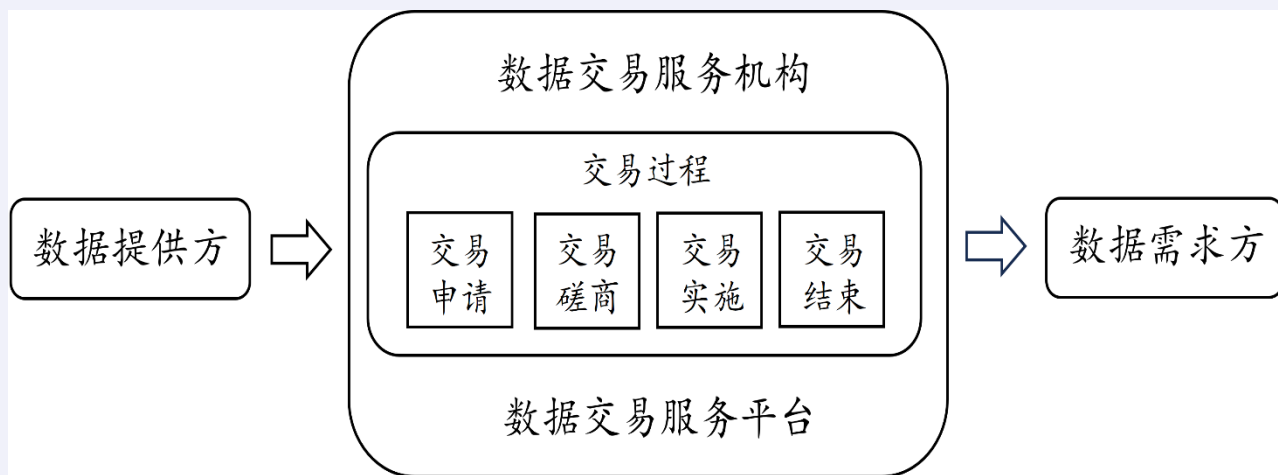 数据交易服务机构
交易过程
数据提供方
交易
申请
交易
磋商
交易
实施
交易
结束
数据需求方
数据交易服务平台